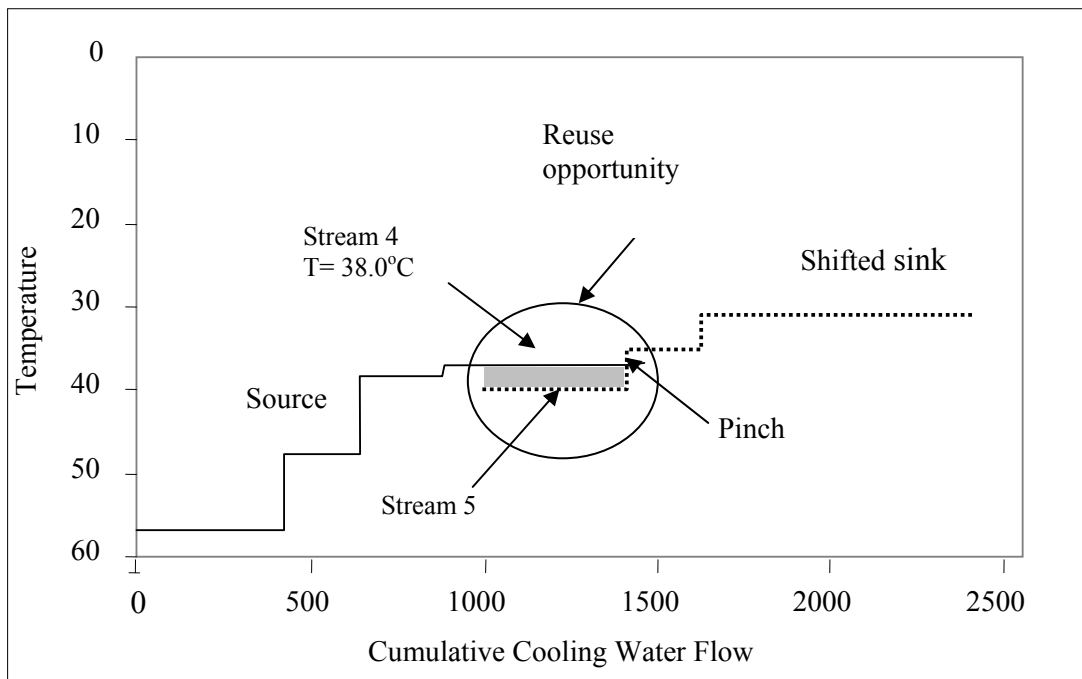 0
10
20
30
40
50
60
Temperature
Reuse
opportunity
Stream 4
T= 38.0°C
Shifted sink
Source
Pinch
Stream 5
0
500
1000
1500
2000
2500
Cumulative Cooling Water Flow